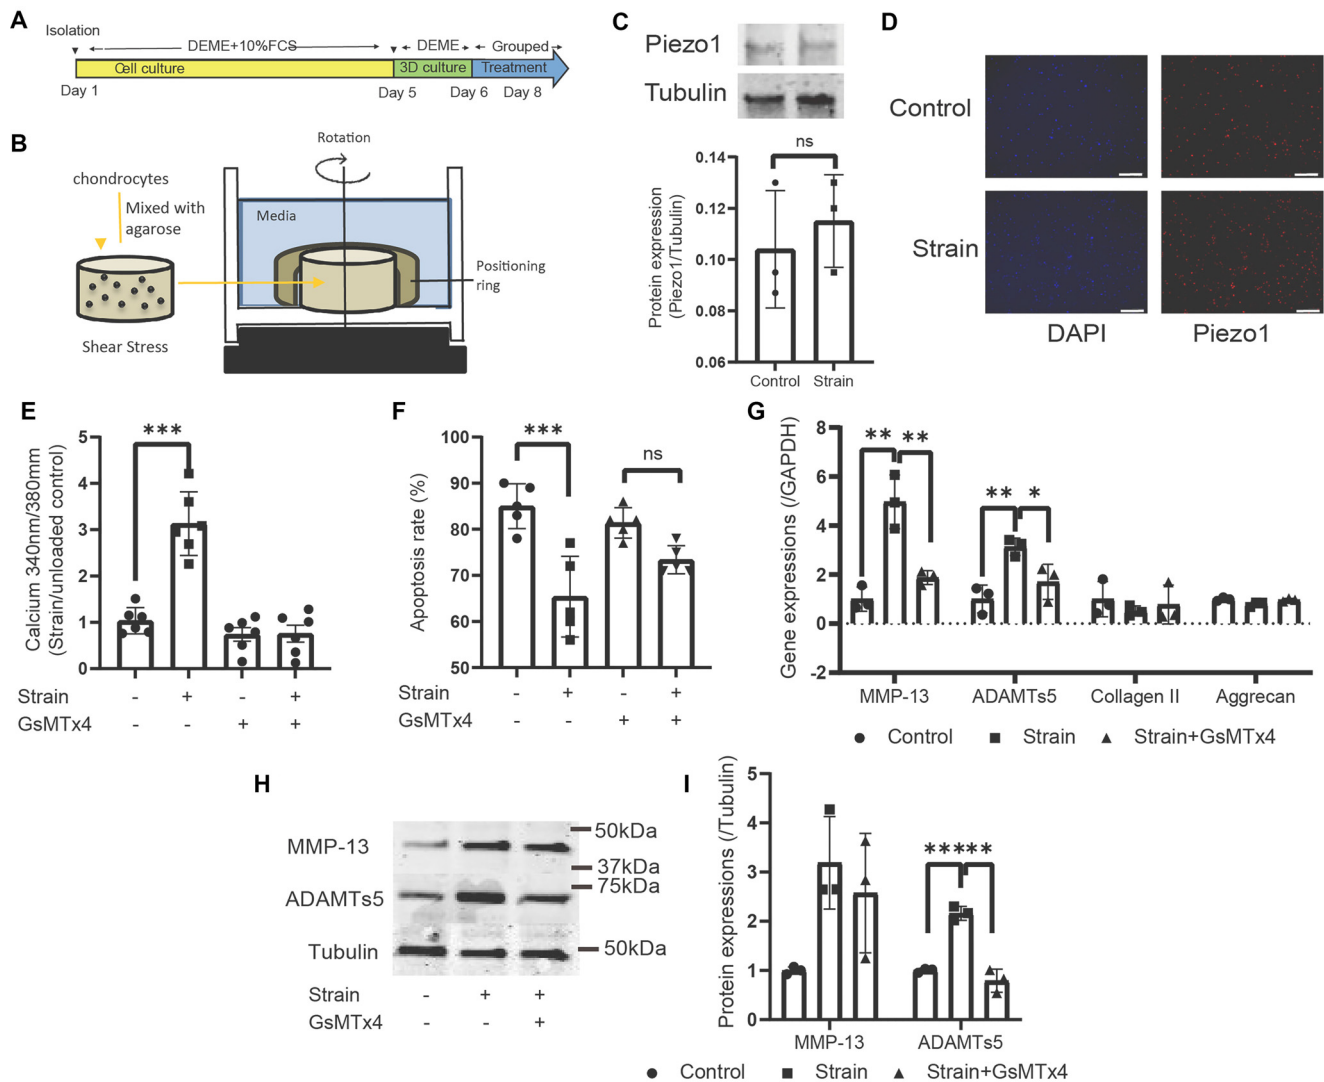 A
Isolation
DEME+10%FCS
DEME
Grouped
Cell culture
3D culture
Treatment
Day 1
Day 5
Day 6
Day 8
B
Rotation
chondrocytes
Mixed with
agarose
Media
Positioning
ring
Shear Stress
C
Piezo1
Tubulin
ns
Protein expression
(Piezo1/Tubulin)
0.14
0.12
0.10
0.08
0.06
Control
Strain
D
Control
Strain
DAPI
Piezo1
E
Calcium 340nm/380mm
(Strain/unloaded control)
***
5
4
3
2
1
0
Strain - + - +
GsMTx4 - - + +
F
Apoptosis rate (%)
***
ns
100
90
80
70
60
50
Strain - + - +
GsMTx4 - - + +
G
Gene expressions (/GAPDH)
8
6
4
2
0
-2
** **
** *
MMP-13
ADAMTs5
Collagen II
Aggrecan
● Control ■ Strain ▲ Strain+GsMTx4
H
MMP-13
ADAMTs5
Tubulin
50kDa
37kDa
75kDa
50kDa
Strain - + +
GsMTx4 - - +
I
Protein expressions (/Tubulin)
5
4
3
2
1
0
*****
MMP-13
ADAMTs5
● Control ■ Strain ▲ Strain+GsMTx4